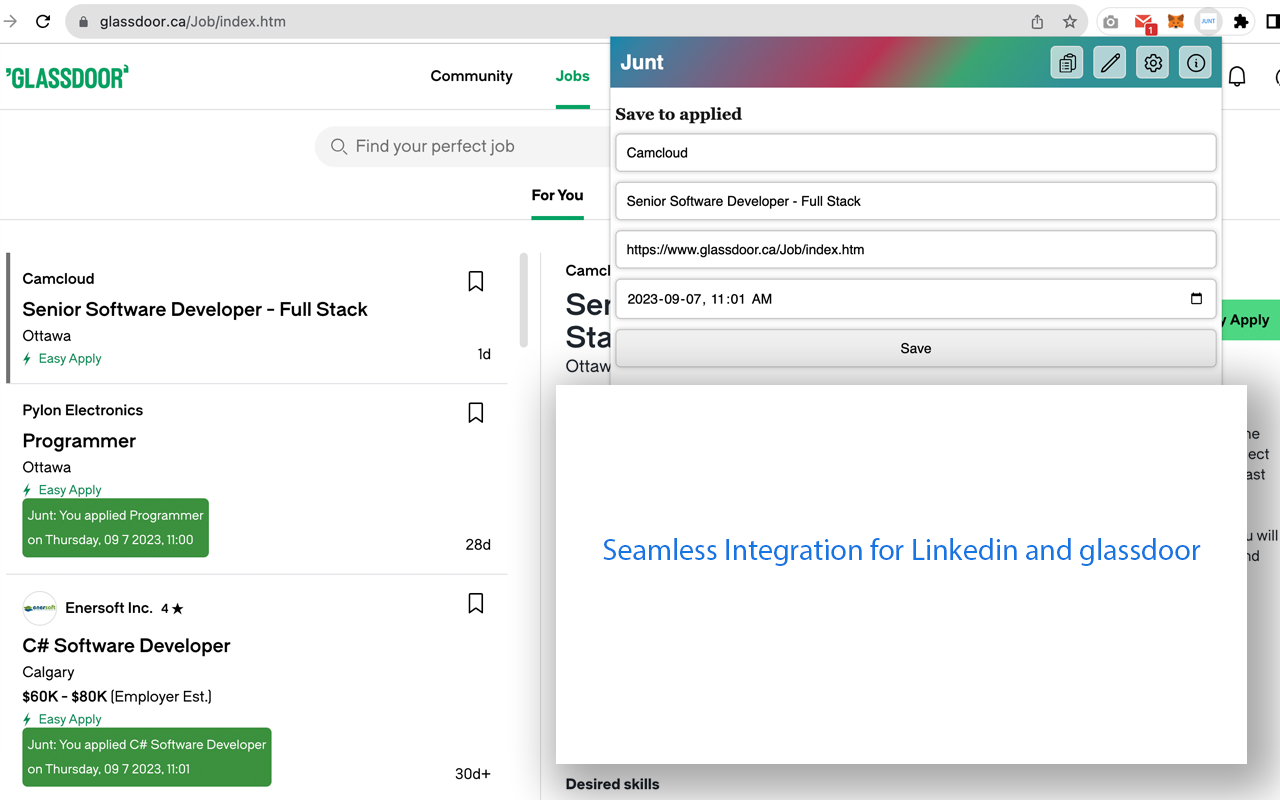 glassdoor.ca/Job/index.htm
1
JUNT
GLASSDOOR
Community
Jobs
Find your perfect job
For You
Junt
Save to applied
Camcloud
Senior Software Developer - Full Stack
https://www.glassdoor.ca/Job/index.htm
2023-09-07, 11:01 AM
Save
Camcloud
Senior Software Developer - Full Stack
Ottawa
Easy Apply
1d
Pylon Electronics
Programmer
Ottawa
Easy Apply
Junt: You applied Programmer
on Thursday, 09 7 2023, 11:00
28d
enersoft
Enersoft Inc. 4 ★
C# Software Developer
Calgary
$60K - $80K (Employer Est.)
Easy Apply
Junt: You applied C# Software Developer
on Thursday, 09 7 2023, 11:01
30d+
Camcl
Ser
Sta
Ottaw
y Apply
Seamless Integration for Linkedin and glassdoor
ne
ect
ast
u will
nd
Desired skills